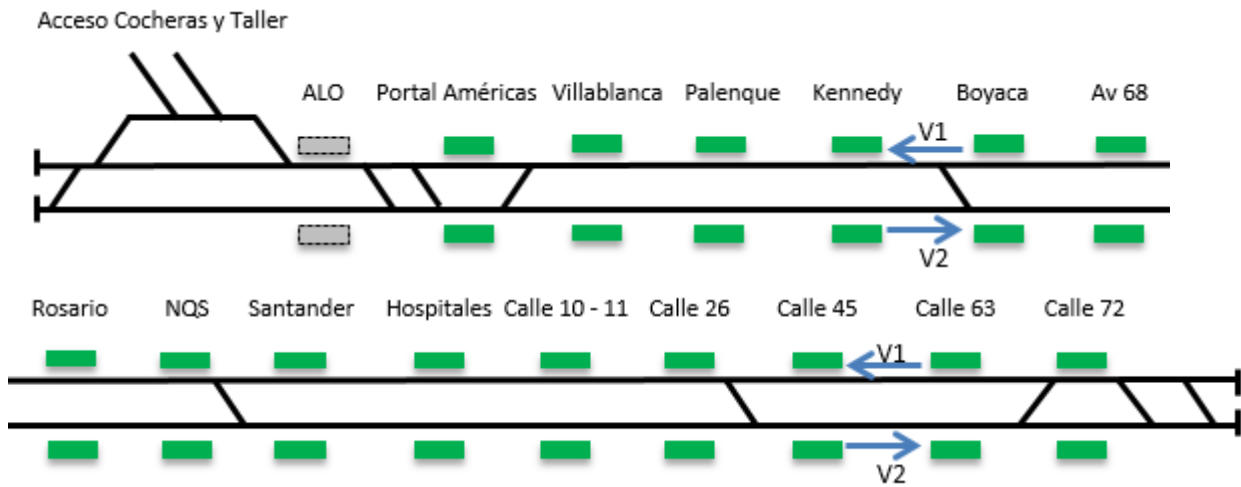 Acceso Cocheras y Taller
ALO Portal Américas Villablanca Palenque Kennedy Boyaca Av 68
V1
V2
Rosario NQS Santander Hospitales Calle 10 - 11 Calle 26 Calle 45 Calle 63 Calle 72
V1
V2